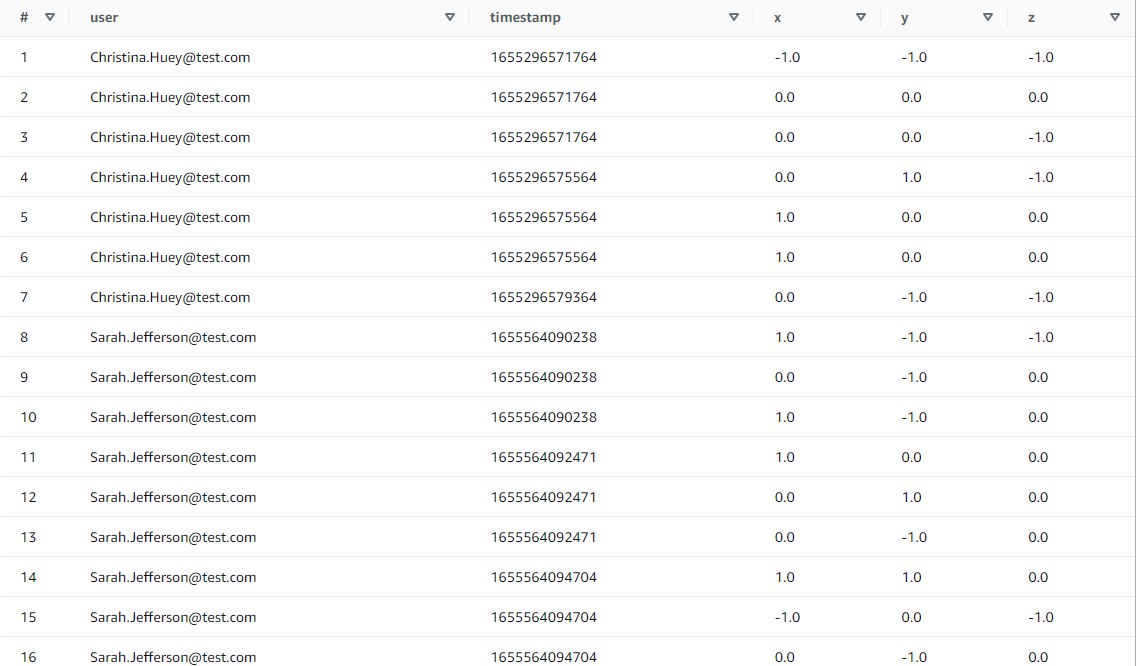 # user timestamp x y z
1 Christina.Huey@test.com 1655296571764 -1.0 -1.0 -1.0
2 Christina.Huey@test.com 1655296571764 0.0 0.0 0.0
3 Christina.Huey@test.com 1655296571764 0.0 0.0 -1.0
4 Christina.Huey@test.com 1655296575564 0.0 1.0 -1.0
5 Christina.Huey@test.com 1655296575564 1.0 0.0 0.0
6 Christina.Huey@test.com 1655296575564 1.0 0.0 0.0
7 Christina.Huey@test.com 1655296579364 0.0 -1.0 -1.0
8 Sarah.Jefferson@test.com 1655564090238 1.0 -1.0 -1.0
9 Sarah.Jefferson@test.com 1655564090238 0.0 -1.0 0.0
10 Sarah.Jefferson@test.com 1655564090238 1.0 -1.0 0.0
11 Sarah.Jefferson@test.com 1655564092471 1.0 0.0 0.0
12 Sarah.Jefferson@test.com 1655564092471 0.0 1.0 0.0
13 Sarah.Jefferson@test.com 1655564092471 0.0 -1.0 0.0
14 Sarah.Jefferson@test.com 1655564094704 1.0 1.0 0.0
15 Sarah.Jefferson@test.com 1655564094704 -1.0 0.0 -1.0
16 Sarah.Jefferson@test.com 1655564094704 0.0 -1.0 0.0